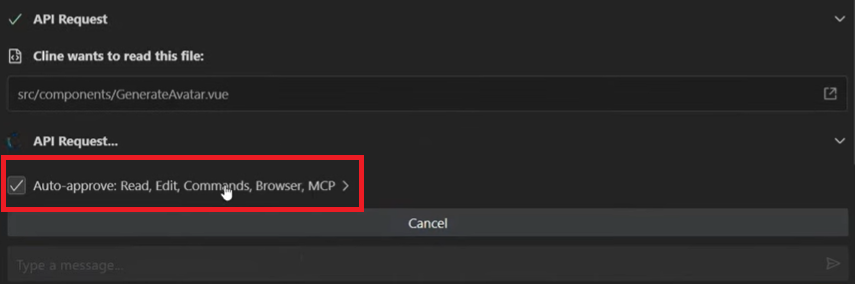 API Request
Cline wants to read this file:
src/components/GenerateAvatar.vue
API Request...
Auto-approve: Read, Edit, Commands, Browser, MCP >
Cancel
Type a message...